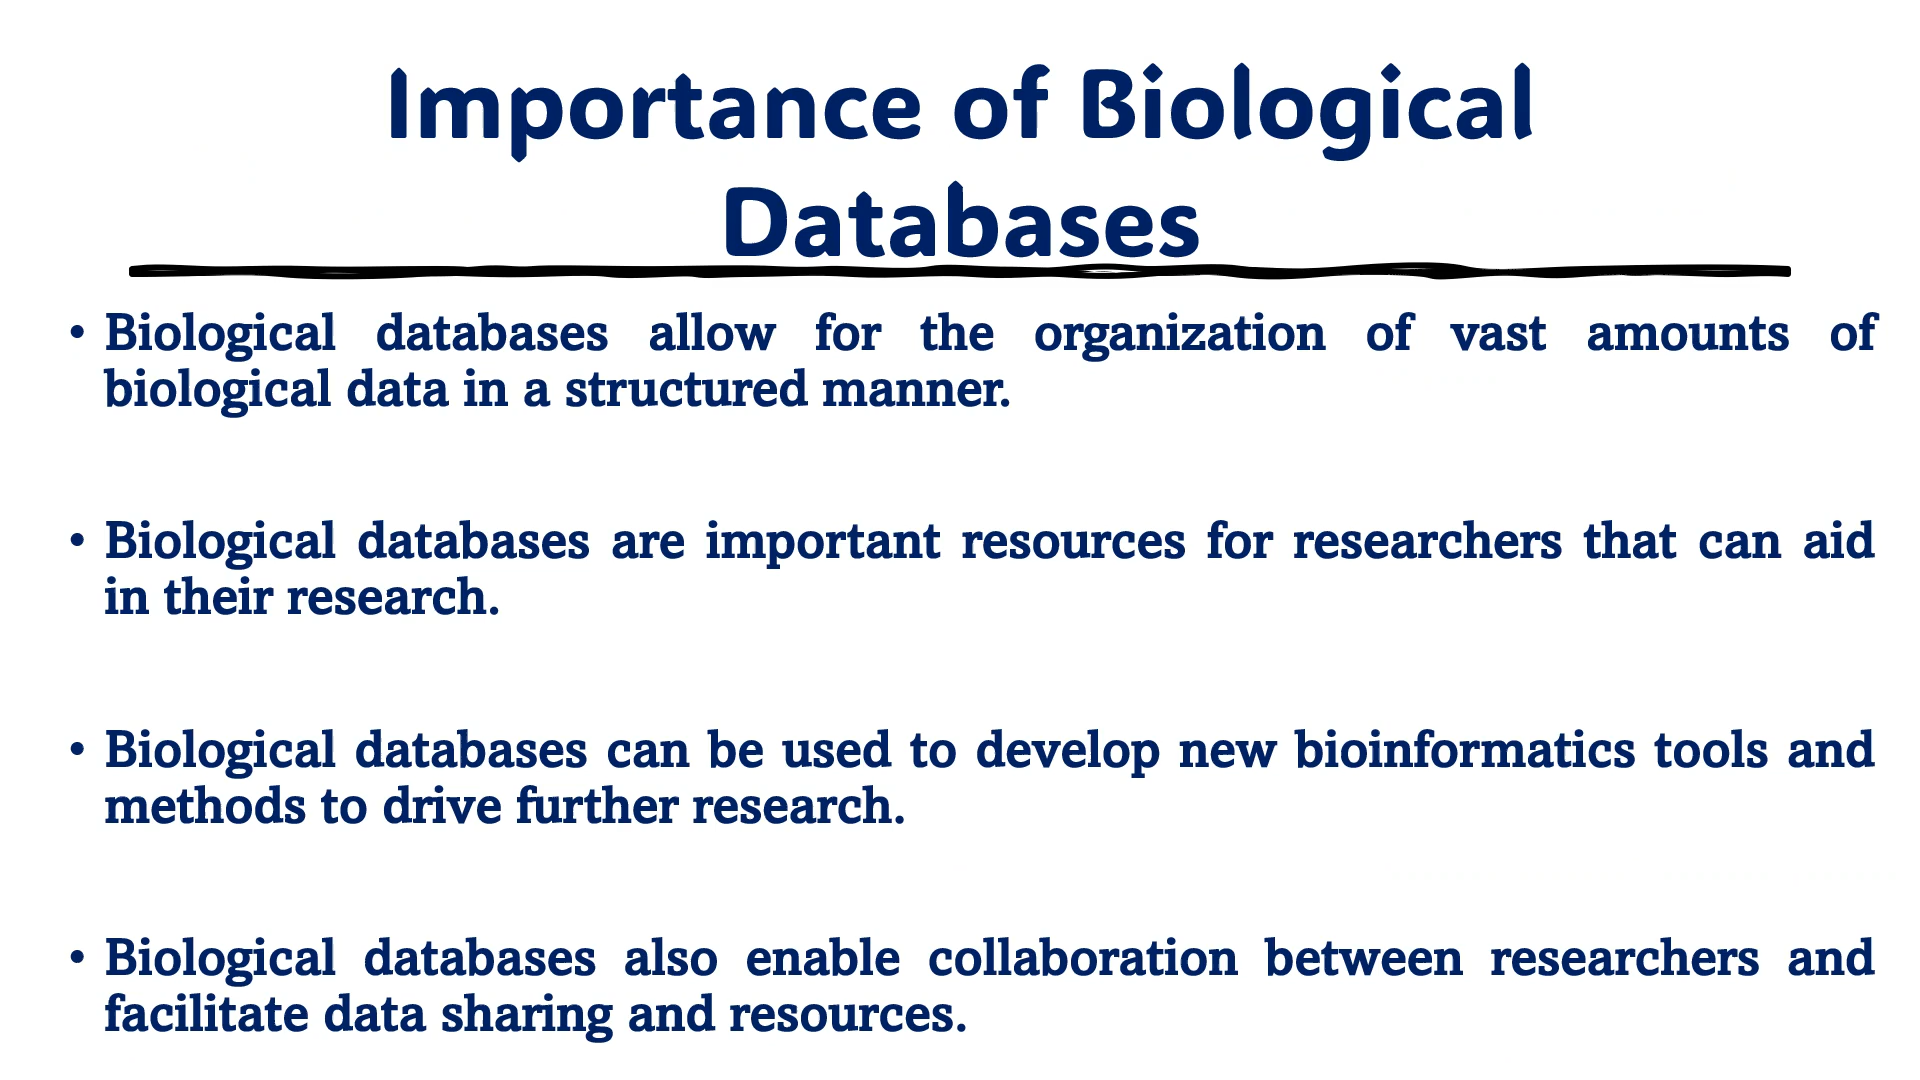 Importance of Biological
Databases
• Biological databases allow for the organization of vast amounts of
biological data in a structured manner.
• Biological databases are important resources for researchers that can aid
in their research.
• Biological databases can be used to develop new bioinformatics tools and
methods to drive further research.
• Biological databases also enable collaboration between researchers and
facilitate data sharing and resources.